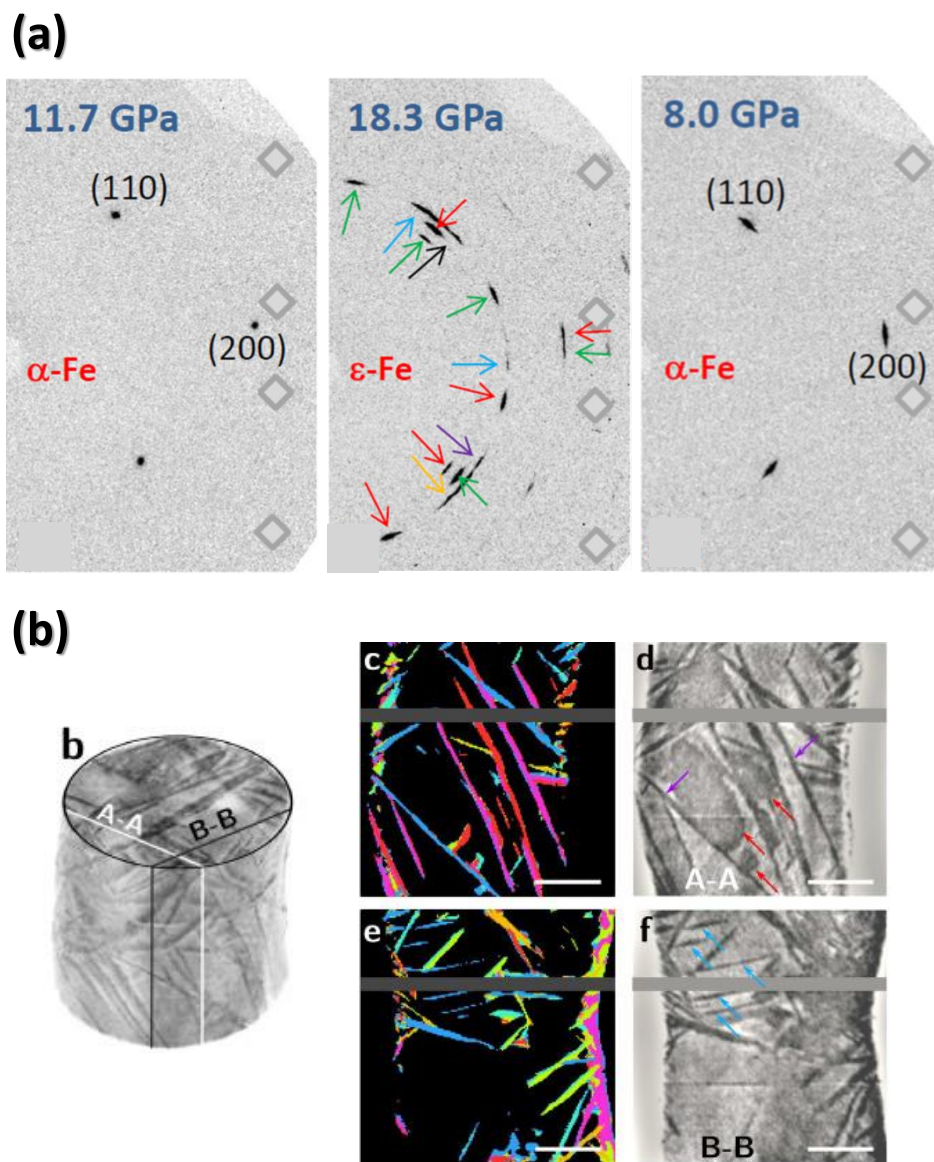 (a)
11.7 GPa
(110)
(200)
α-Fe
18.3 GPa
ε-Fe
8.0 GPa
(110)
α-Fe
(200)
(b)
b
A-A
B-B
c
d
A-A
e
f
B-B